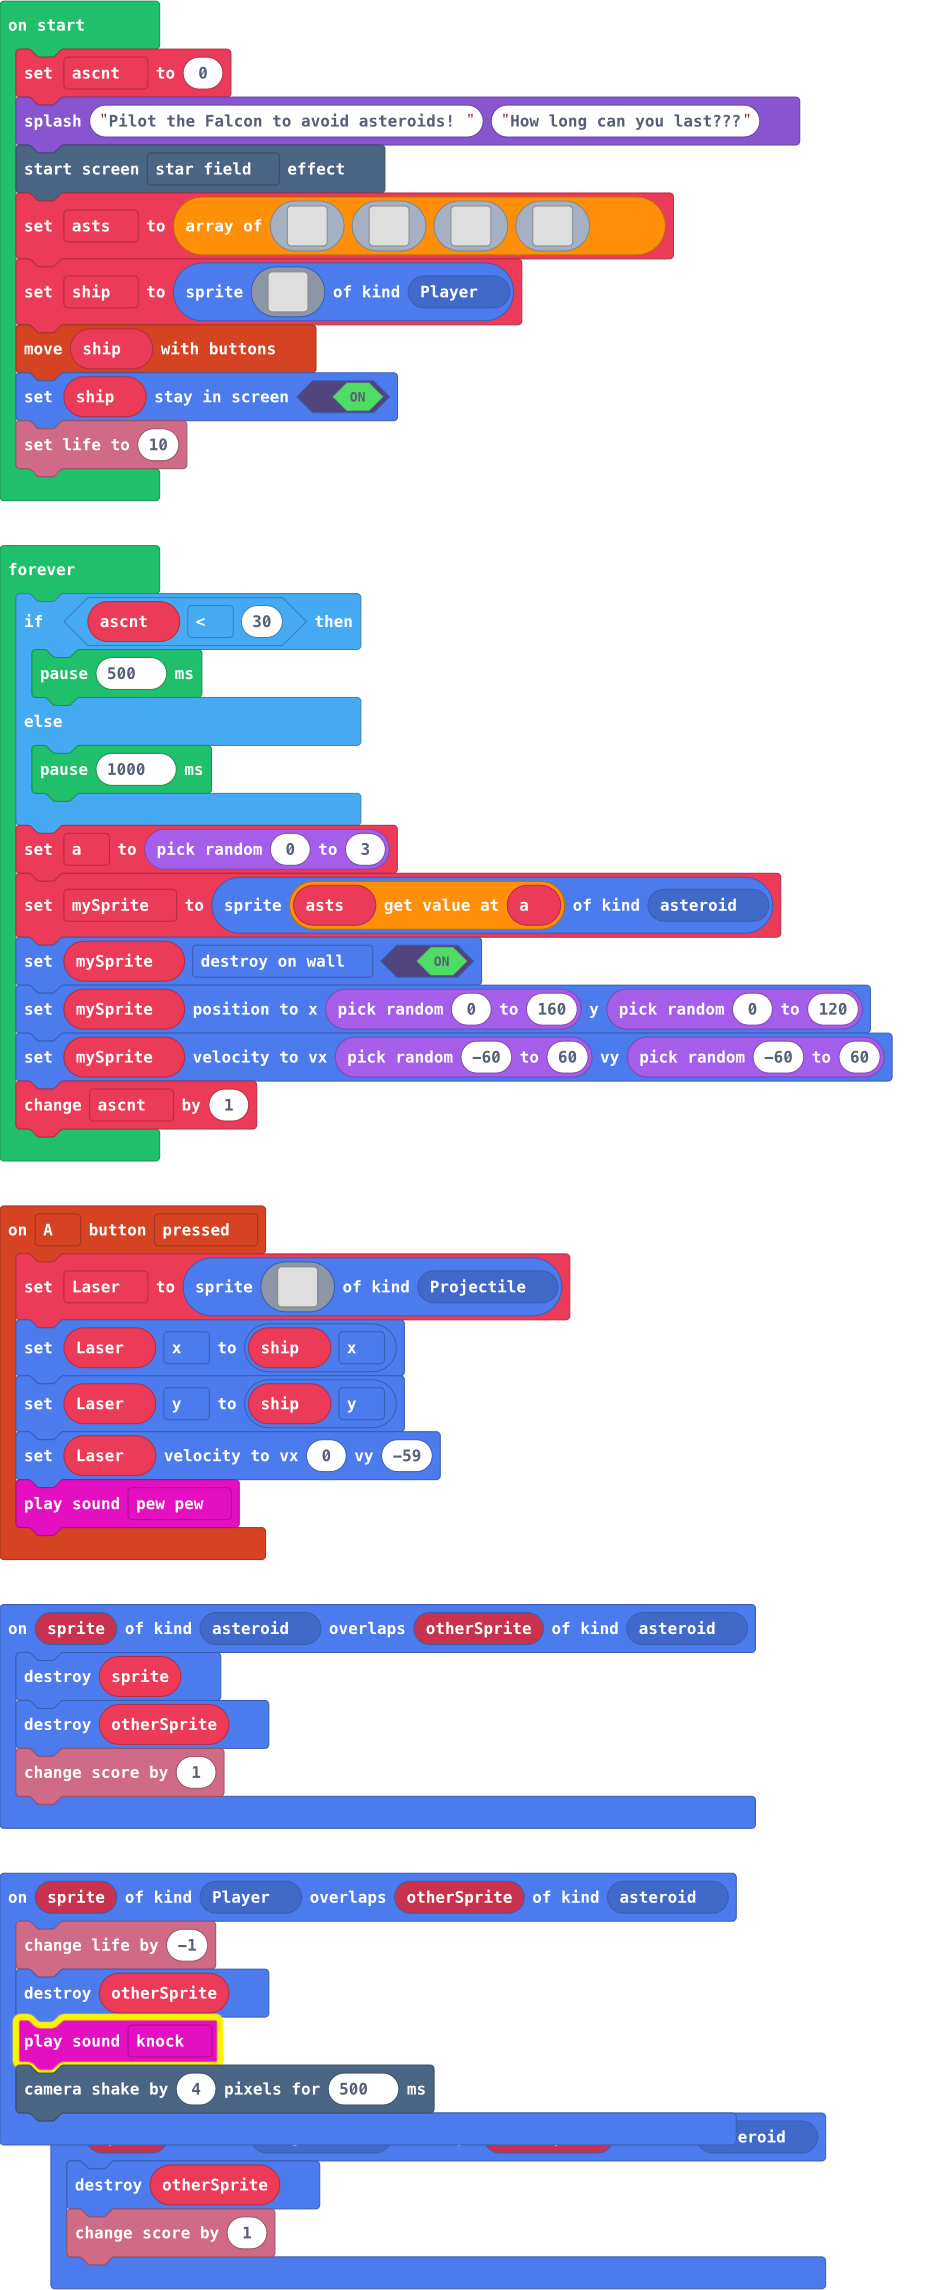 on start
set ascnt to 0
splash "Pilot the Falcon to avoid asteroids! " "How long can you last???"
start screen star field effect
set asts to array of
set ship to sprite of kind Player
move ship with buttons
set ship stay in screen ON
set life to 10
forever
if ascnt < 30 then
pause 500 ms
else
pause 1000 ms
set a to pick random 0 to 3
set mySprite to sprite asts get value at a of kind asteroid
set mySprite destroy on wall ON
set mySprite position to x pick random 0 to 160 y pick random 0 to 120
set mySprite velocity to vx pick random −60 to 60 vy pick random −60 to 60
change ascnt by 1
on A button pressed
set Laser to sprite of kind Projectile
set Laser x to ship x
set Laser y to ship y
set Laser velocity to vx 0 vy −59
play sound pew pew
on sprite of kind asteroid overlaps otherSprite of kind asteroid
destroy sprite
destroy otherSprite
change score by 1
on sprite of kind Player overlaps otherSprite of kind asteroid
change life by −1
destroy otherSprite
play sound knock
camera shake by 4 pixels for 500 ms
eroid
destroy otherSprite
change score by 1